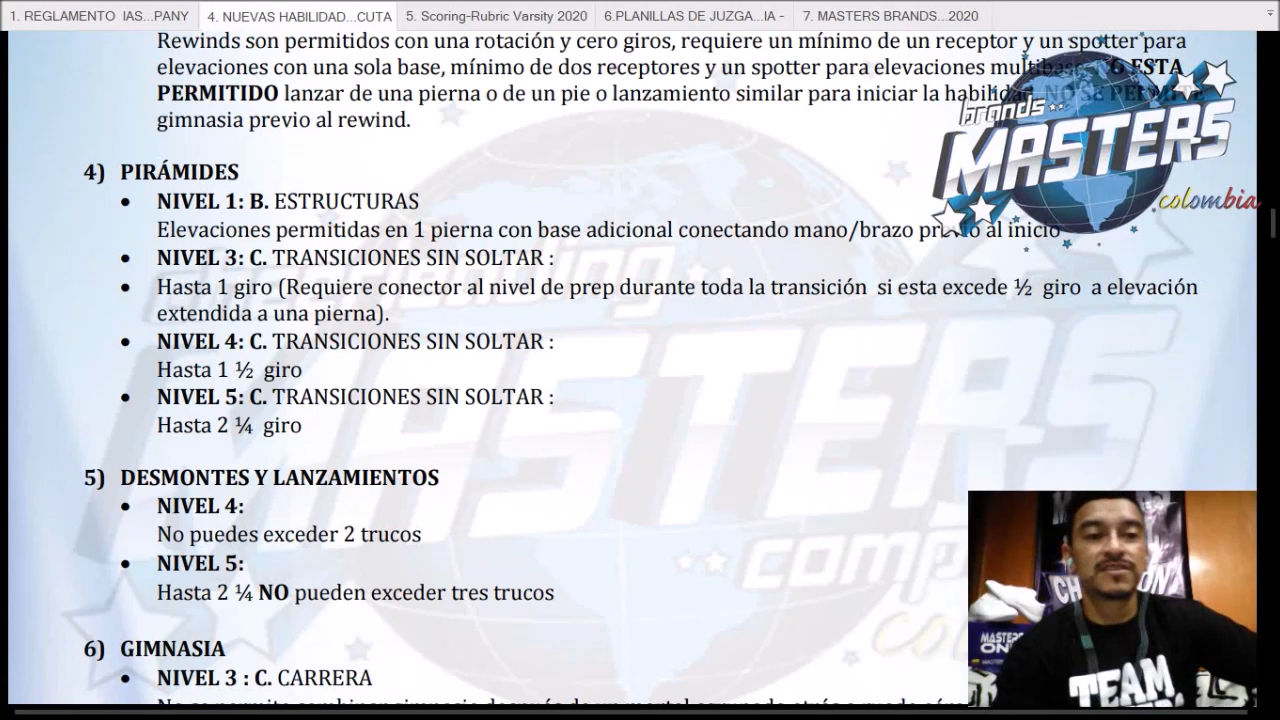 1. REGLAMENTO IAS...PANY
4. NUEVAS HABILIDAD...CUTA
5. Scoring-Rubric Varsity 2020
6.PLANILLAS DE JUZGA...IA -
7. MASTERS BRANDS...2020
Rewinds son permitidos con una rotación y cero giros, requiere un mínimo de un receptor y un spotter para
elevaciones con una sola base, mínimo de dos receptores y un spotter para elevaciones multibase. ESTA
PERMITIDO lanzar de una pierna o de un pie o lanzamiento similar para iniciar la habilidad. NO SE PERMITE
gimnasia previo al rewind.
brands
MASTERS
colombia
4) PIRÁMIDES
• NIVEL 1: B. ESTRUCTURAS
Elevaciones permitidas en 1 pierna con base adicional conectando mano/brazo previo al inicio
• NIVEL 3: C. TRANSICIONES SIN SOLTAR :
• Hasta 1 giro (Requiere conector al nivel de prep durante toda la transición si esta excede ½ giro a elevación
extendida a una pierna).
• NIVEL 4: C. TRANSICIONES SIN SOLTAR :
Hasta 1 ½ giro
• NIVEL 5: C. TRANSICIONES SIN SOLTAR :
Hasta 2 ¼ giro
5) DESMONTES Y LANZAMIENTOS
• NIVEL 4:
No puedes exceder 2 trucos
• NIVEL 5:
Hasta 2 ¼ NO pueden exceder tres trucos
6) GIMNASIA
• NIVEL 3 : C. CARRERA
cheerdancing
MASTERS
TEAM